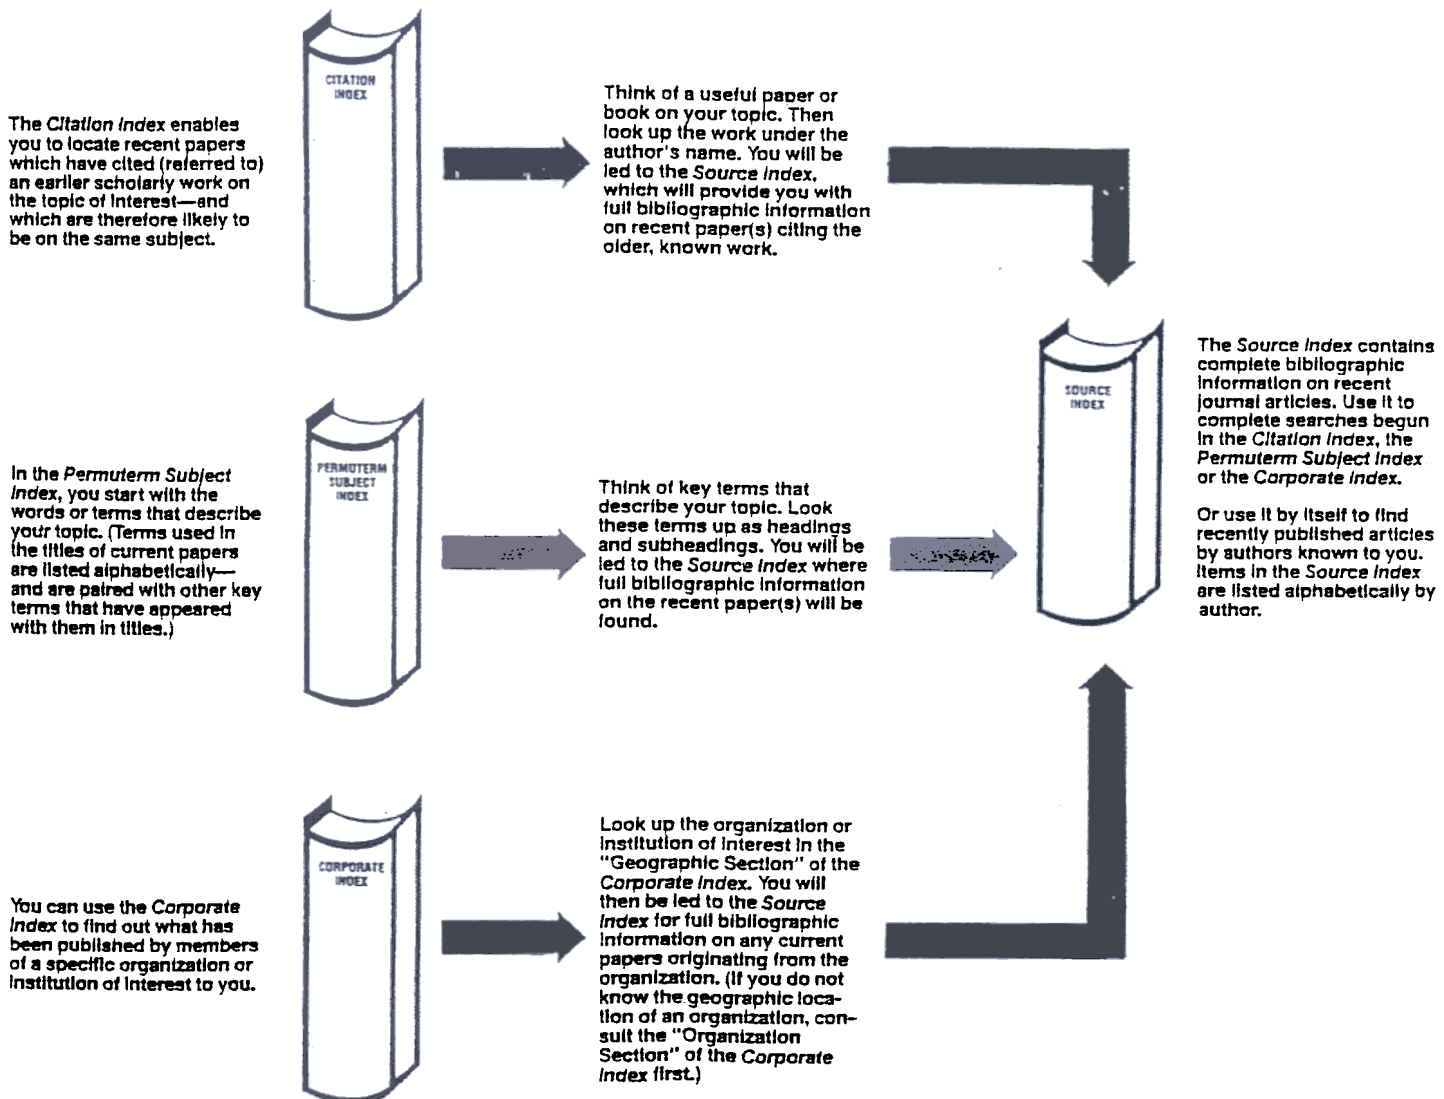 The Citation Index enables
you to locate recent papers
which have cited (referred to)
an earlier scholarly work on
the topic of interest—and
which are therefore likely to
be on the same subject.
CITATION
INDEX
Think of a useful paper or
book on your topic. Then
look up the work under the
author's name. You will be
led to the Source Index,
which will provide you with
full bibliographic information
on recent paper(s) citing the
older, known work.
In the Permuterm Subject
Index, you start with the
words or terms that describe
your topic. (Terms used in
the titles of current papers
are listed alphabetically—
and are paired with other key
terms that have appeared
with them in titles.)
PERMUTERM
SUBJECT
INDEX
Think of key terms that
describe your topic. Look
these terms up as headings
and subheadings. You will be
led to the Source Index where
full bibliographic information
on the recent paper(s) will be
found.
SOURCE
INDEX
The Source Index contains
complete bibliographic
information on recent
journal articles. Use it to
complete searches begun
in the Citation Index, the
Permuterm Subject Index
or the Corporate Index.
Or use it by itself to find
recently published articles
by authors known to you.
Items in the Source Index
are listed alphabetically by
author.
You can use the Corporate
Index to find out what has
been published by members
of a specific organization or
institution of interest to you.
CORPORATE
INDEX
Look up the organization or
institution of interest in the
"Geographic Section" of the
Corporate Index. You will
then be led to the Source
Index for full bibliographic
information on any current
papers originating from the
organization. (If you do not
know the geographic loca-
tion of an organization, con-
sult the "Organization
Section" of the Corporate
Index first.)